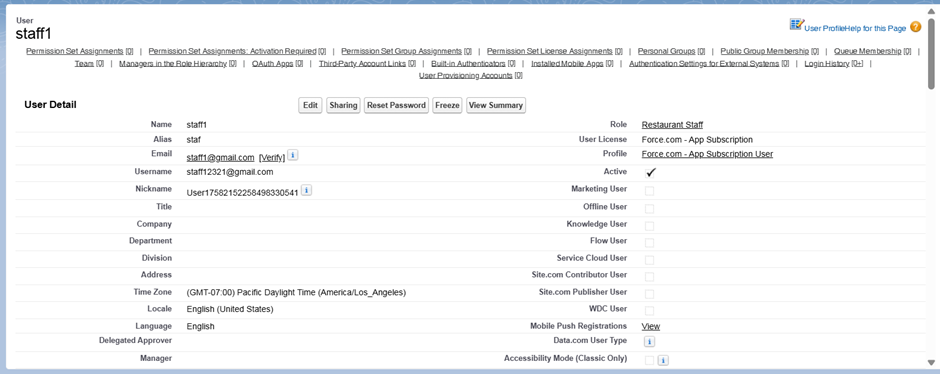 User
staff1
User Profile Help for this Page ?
Permission Set Assignments [0] | Permission Set Assignments: Activation Required [0] | Permission Set Group Assignments [0] | Permission Set License Assignments [0] | Personal Groups [0] | Public Group Membership [0] | Queue Membership [0] |
Team [0] | Managers in the Role Hierarchy [0] | OAuth Apps [0] | Third-Party Account Links [0] | Built-in Authenticators [0] | Installed Mobile Apps [0] | Authentication Settings for External Systems [0] | Login History [0+] |
User Provisioning Accounts [0]
User Detail Edit Sharing Reset Password Freeze View Summary
Name staff1 Role Restaurant Staff
Alias staf User License Force.com - App Subscription
Email staff1@gmail.com [Verify] i Profile Force.com - App Subscription User
Username staff12321@gmail.com Active ✓
Nickname User17582152258498330541 i Marketing User
Title Offline User
Company Knowledge User
Department Flow User
Division Service Cloud User
Address Site.com Contributor User
Time Zone (GMT-07:00) Pacific Daylight Time (America/Los_Angeles) Site.com Publisher User
Locale English (United States) WDC User
Language English Mobile Push Registrations View
Delegated Approver Data.com User Type i
Manager Accessibility Mode (Classic Only) i